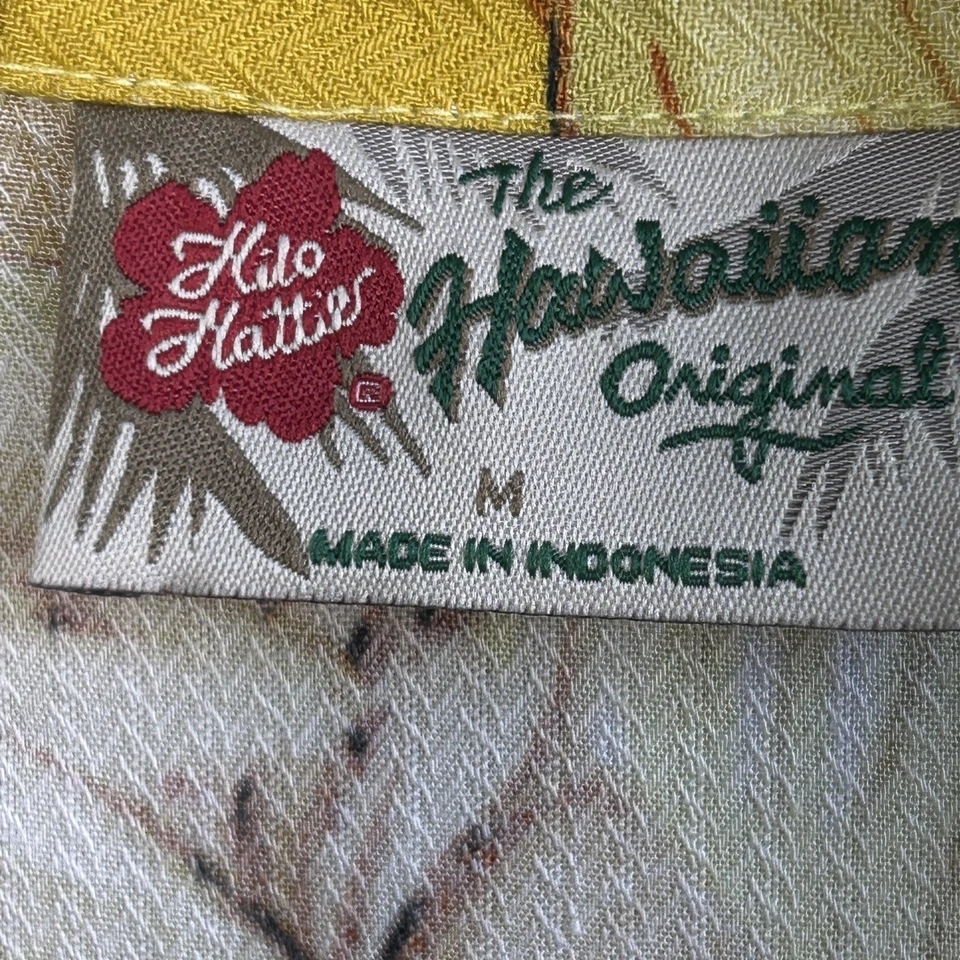 Hilo
Hattie's
®
The
Hawaiian
Original
M
MADE IN INDONESIA